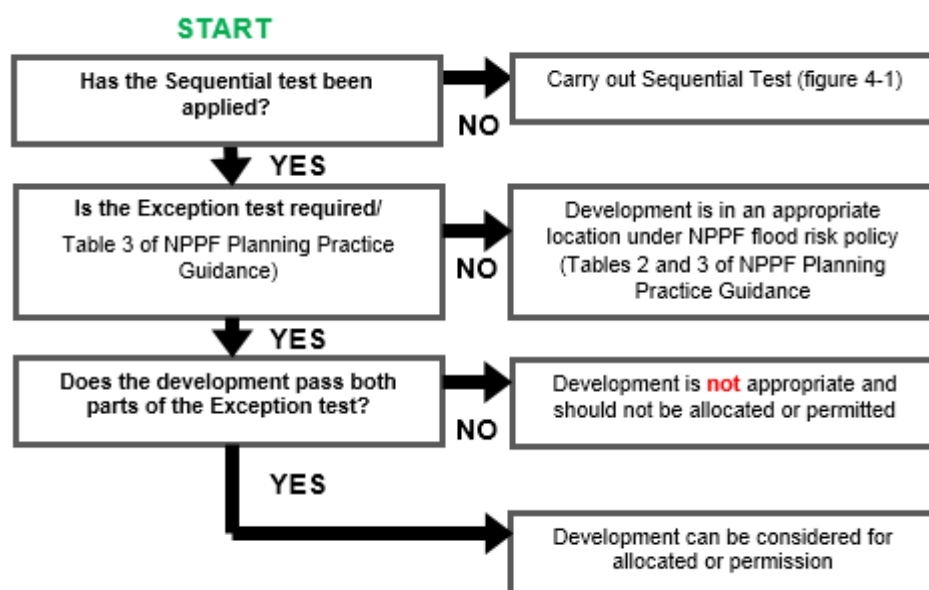 START
Has the Sequential test been
applied?
NO
Carry out Sequential Test (figure 4-1)
YES
Is the Exception test required/
Table 3 of NPPF Planning Practice
Guidance)
NO
Development is in an appropriate
location under NPPF flood risk policy
(Tables 2 and 3 of NPPF Planning
Practice Guidance
YES
Does the development pass both
parts of the Exception test?
NO
Development is not appropriate and
should not be allocated or permitted
YES
Development can be considered for
allocated or permission